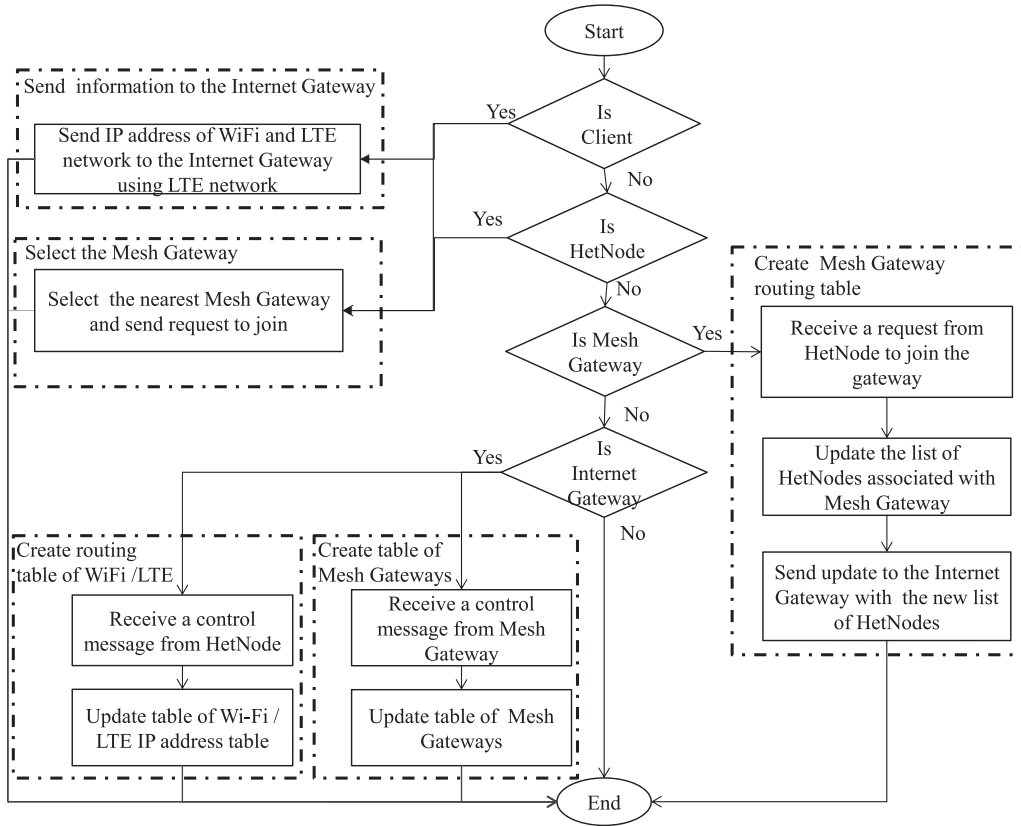 Start
Is
Client
Yes
No
Send information to the Internet Gateway
Send IP address of WiFi and LTE
network to the Internet Gateway
using LTE network
Is
HetNode
Yes
No
Select the Mesh Gateway
Select the nearest Mesh Gateway
and send request to join
Is Mesh
Gateway
Yes
No
Create Mesh Gateway
routing table
Receive a request from
HetNode to join the
gateway
Update the list of
HetNodes associated with
Mesh Gateway
Send update to the Internet
Gateway with the new list
of HetNodes
Is
Internet
Gateway
Yes
No
Create routing
table of WiFi /LTE
Receive a control
message from HetNode
Update table of Wi-Fi /
LTE IP address table
Create table of
Mesh Gateways
Receive a control
message from Mesh
Gateway
Update table of Mesh
Gateways
End